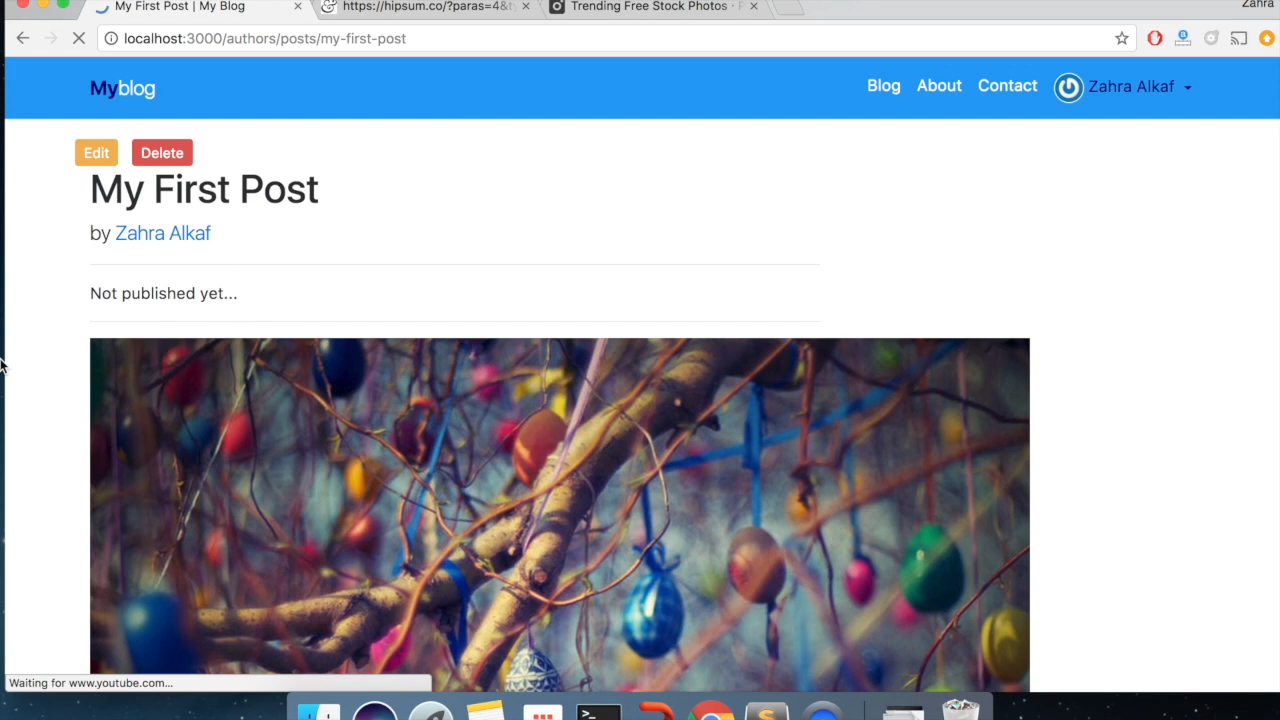 Zahra
My First Post | My Blog
https://hipsum.co/?paras=4&ty
Trending Free Stock Photos · P
localhost:3000/authors/posts/my-first-post
Myblog
Blog
About
Contact
Zahra Alkaf
Edit
Delete
My First Post
by Zahra Alkaf
Not published yet...
Waiting for www.youtube.com...